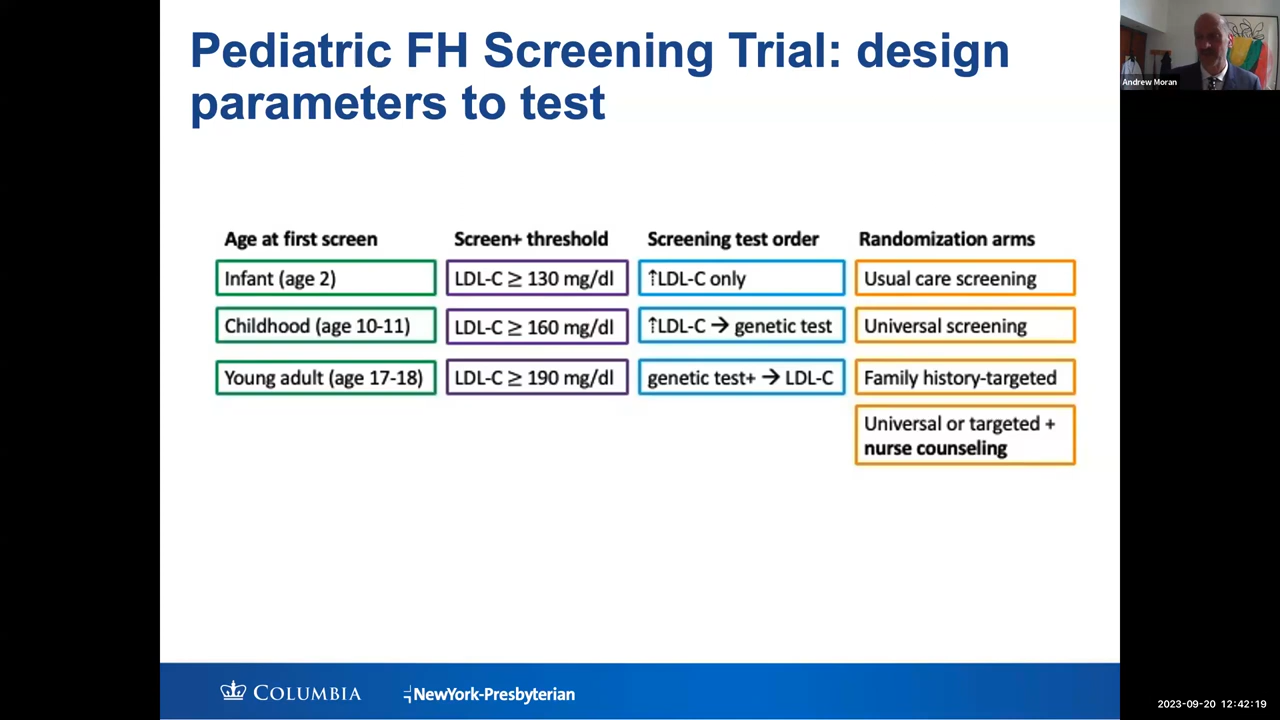 Pediatric FH Screening Trial: design
parameters to test
Andrew Moran
Age at first screen
Infant (age 2)
Childhood (age 10-11)
Young adult (age 17-18)
Screen+ threshold
LDL-C ≥ 130 mg/dl
LDL-C ≥ 160 mg/dl
LDL-C ≥ 190 mg/dl
Screening test order
↑LDL-C only
↑LDL-C → genetic test
genetic test+ → LDL-C
Randomization arms
Usual care screening
Universal screening
Family history-targeted
Universal or targeted +
nurse counseling
COLUMBIA
NewYork-Presbyterian
2023-09-20 12:42:19